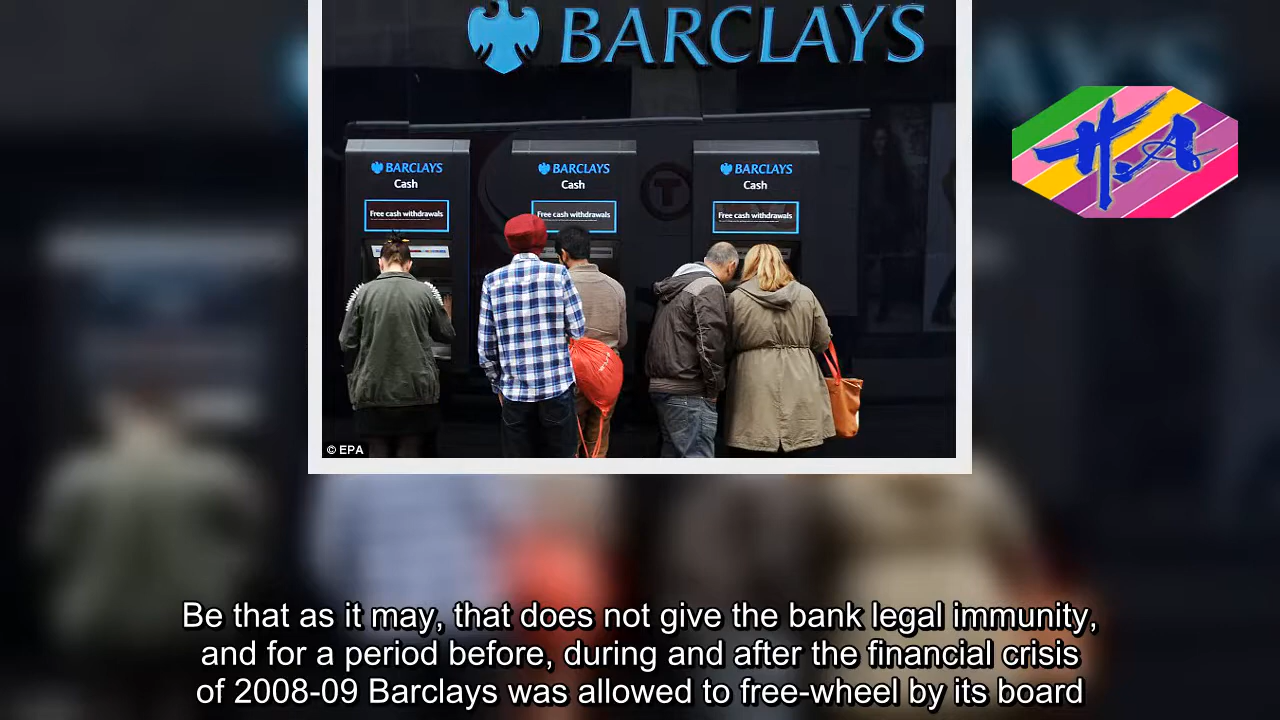 BARCLAYS
BARCLAYS
Cash
Free cash withdrawals
BARCLAYS
Cash
Free cash withdrawals
BARCLAYS
Cash
Free cash withdrawals
T
H.A
© EPA
Be that as it may, that does not give the bank legal immunity,
and for a period before, during and after the financial crisis
of 2008-09 Barclays was allowed to free-wheel by its board